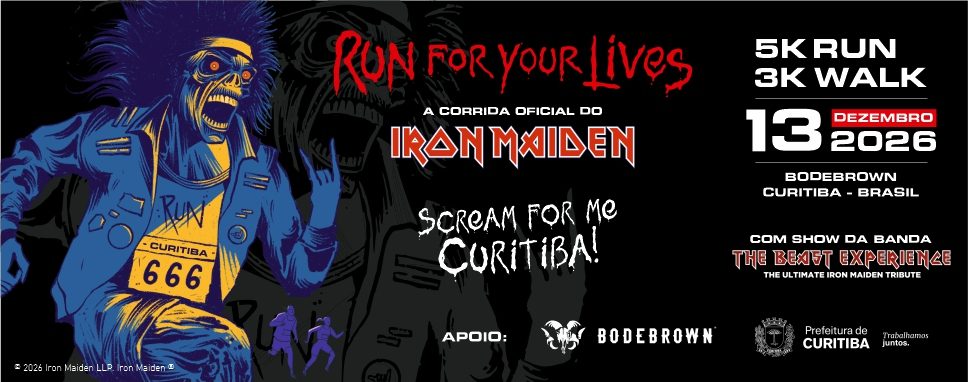 RUN FOR YOUR LIVES
A CORRIDA OFICIAL DO
IRON MAIDEN
SCREAM FOR ME
CURITIBA!
APOIO:
BODEBROWN
5K RUN
3K WALK
13 DEZEMBRO
2026
BODEBROWN
CURITIBA - BRASIL
COM SHOW DA BANDA
THE BEAST EXPERIENCE
THE ULTIMATE IRON MAIDEN TRIBUTE
Prefeitura de
CURITIBA
Trabalhamos
juntos.
RUN
CURITIBA
666
RUN
© 2026 Iron Maiden LLP. Iron Maiden ®